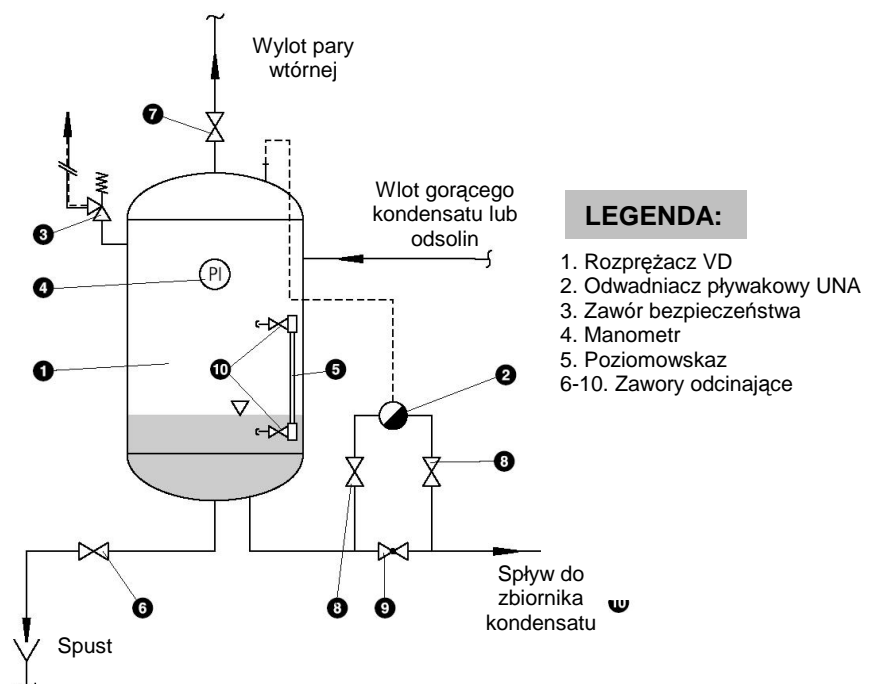 Wylot pary
wtórnej
7
Wlot gorącego
kondensatu lub
odsolin
3
4
PI
1
10
5
2
8
6
8
9
Spust
Spływ do
zbiornika
kondensatu
10
LEGENDA:
1. Rozprężacz VD
2. Odwadniacz pływakowy UNA
3. Zawór bezpieczeństwa
4. Manometr
5. Poziomowskaz
6-10. Zawory odcinające